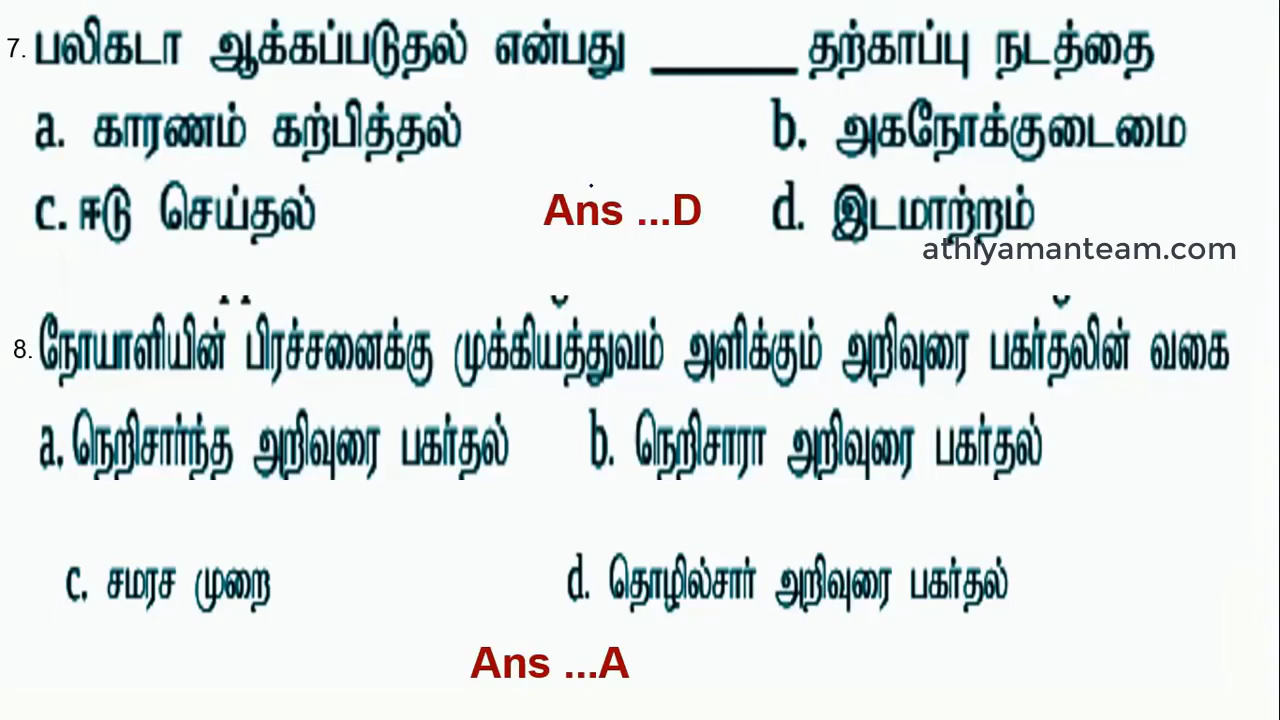 7. பலிகடா ஆக்கப்படுதல் என்பது ______ தற்காப்பு நடத்தை
a. காரணம் கற்பித்தல் b. அகநோக்குடைமை
c. ஈடு செய்தல் Ans ...D d. இடமாற்றம்
athiyamanteam.com
8. நோயாளியின் பிரச்சனைக்கு முக்கியத்துவம் அளிக்கும் அறிவுரை பகர்தலின் வகை
a. நெறிசார்ந்த அறிவுரை பகர்தல் b. நெறிசாரா அறிவுரை பகர்தல்
c. சமரச முறை d. தொழில்சார் அறிவுரை பகர்தல்
Ans ...A